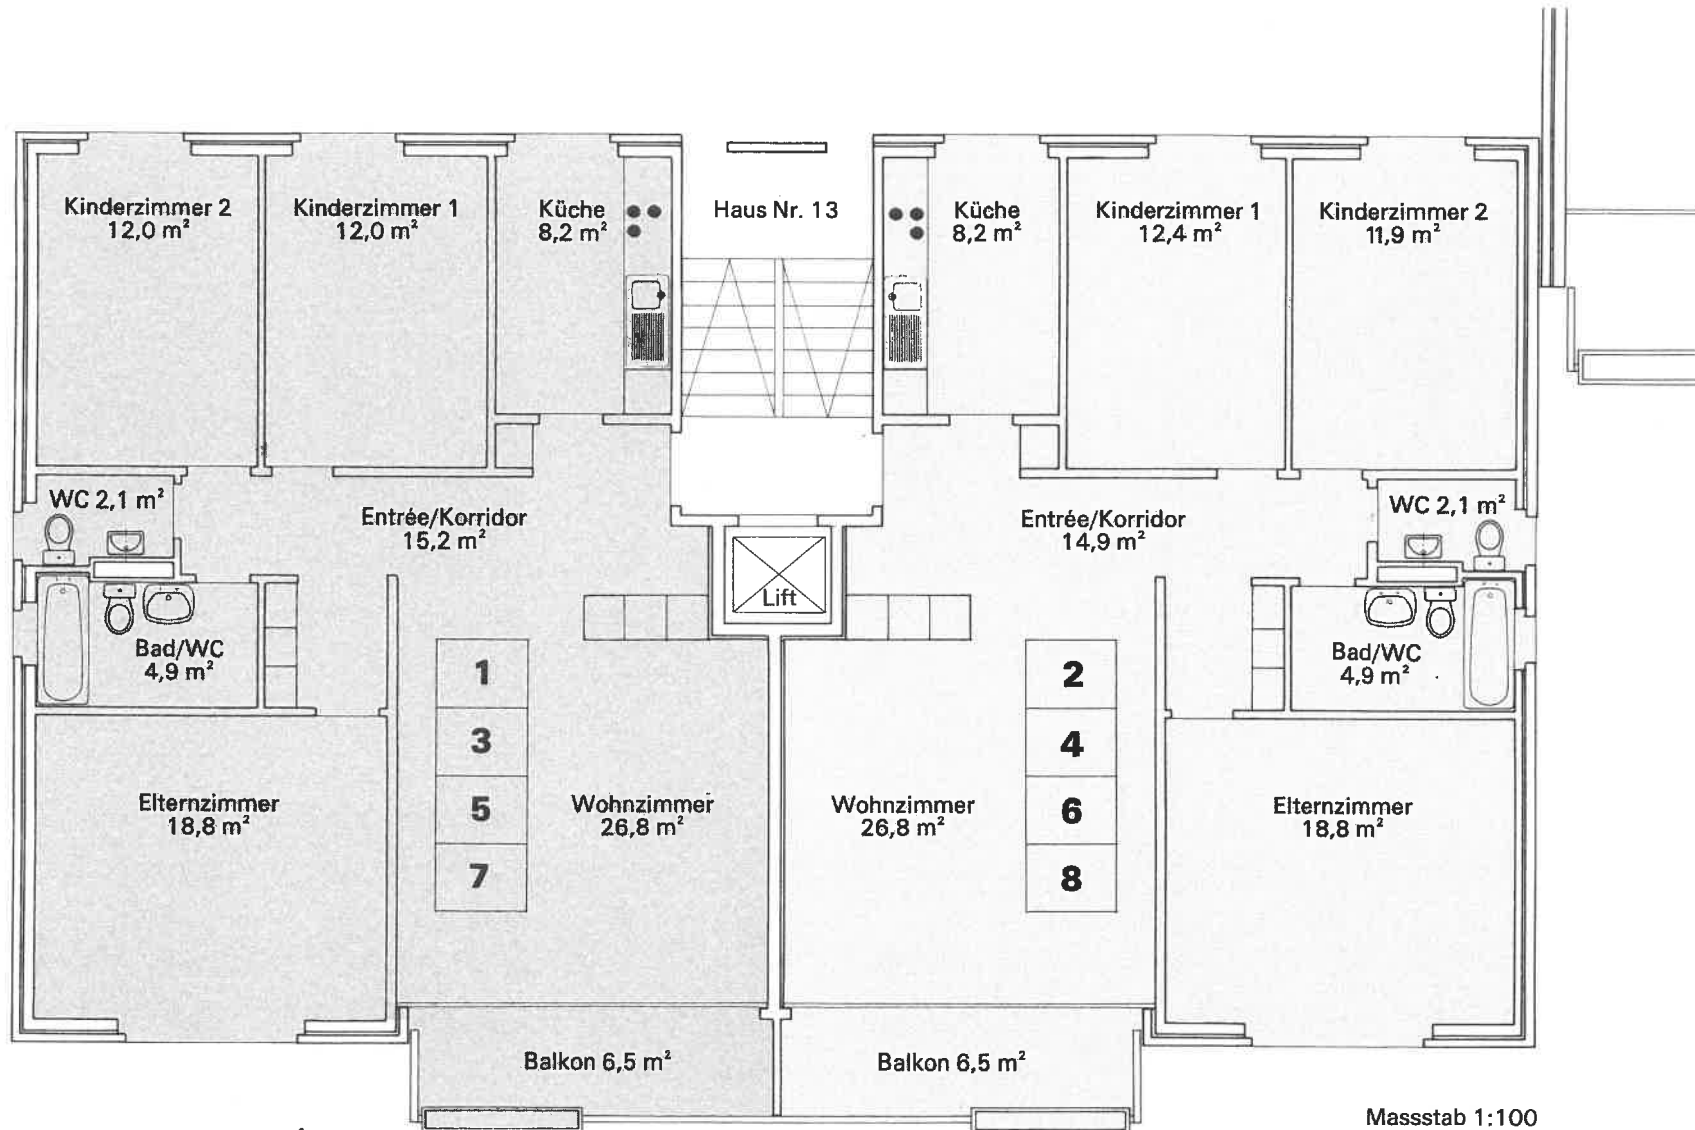 Kinderzimmer 2
12,0 m²
Kinderzimmer 1
12,0 m²
Küche
8,2 m²
Haus Nr. 13
Küche
8,2 m²
Kinderzimmer 1
12,4 m²
Kinderzimmer 2
11,9 m²
WC 2,1 m²
Entrée/Korridor
15,2 m²
Entrée/Korridor
14,9 m²
WC 2,1 m²
Lift
Bad/WC
4,9 m²
Bad/WC
4,9 m²
1
3
5
7
2
4
6
8
Elternzimmer
18,8 m²
Wohnzimmer
26,8 m²
Wohnzimmer
26,8 m²
Elternzimmer
18,8 m²
Balkon 6,5 m²
Balkon 6,5 m²
Massstab 1:100